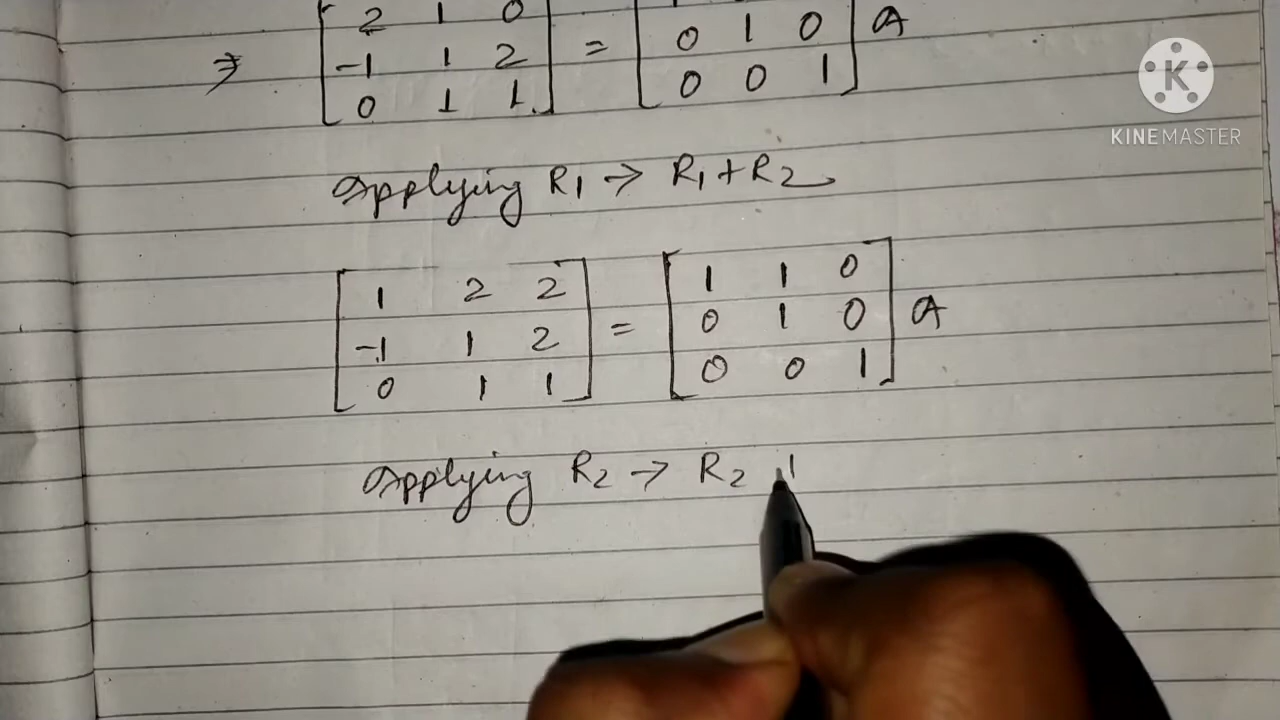 2 1 0
⇒ -1 1 2 = 0 1 0 A
0 1 1 0 0 1
K
KINEMASTER
Applying R1 → R1 + R2
1 2 2 1 1 0
-1 1 2 = 0 1 0 A
0 1 1 0 0 1
Applying R2 → R2